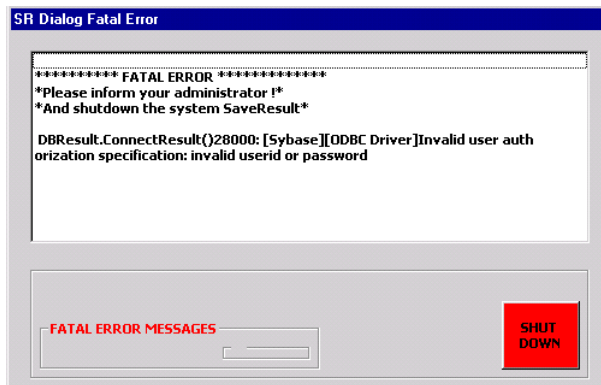 SR Dialog Fatal Error
********** FATAL ERROR *************
*Please inform your administrator !*
*And shutdown the system SaveResult*
DBResult.ConnectResult()28000: [Sybase][ODBC Driver]Invalid user auth
orization specification: invalid userid or password
FATAL ERROR MESSAGES
SHUT
DOWN